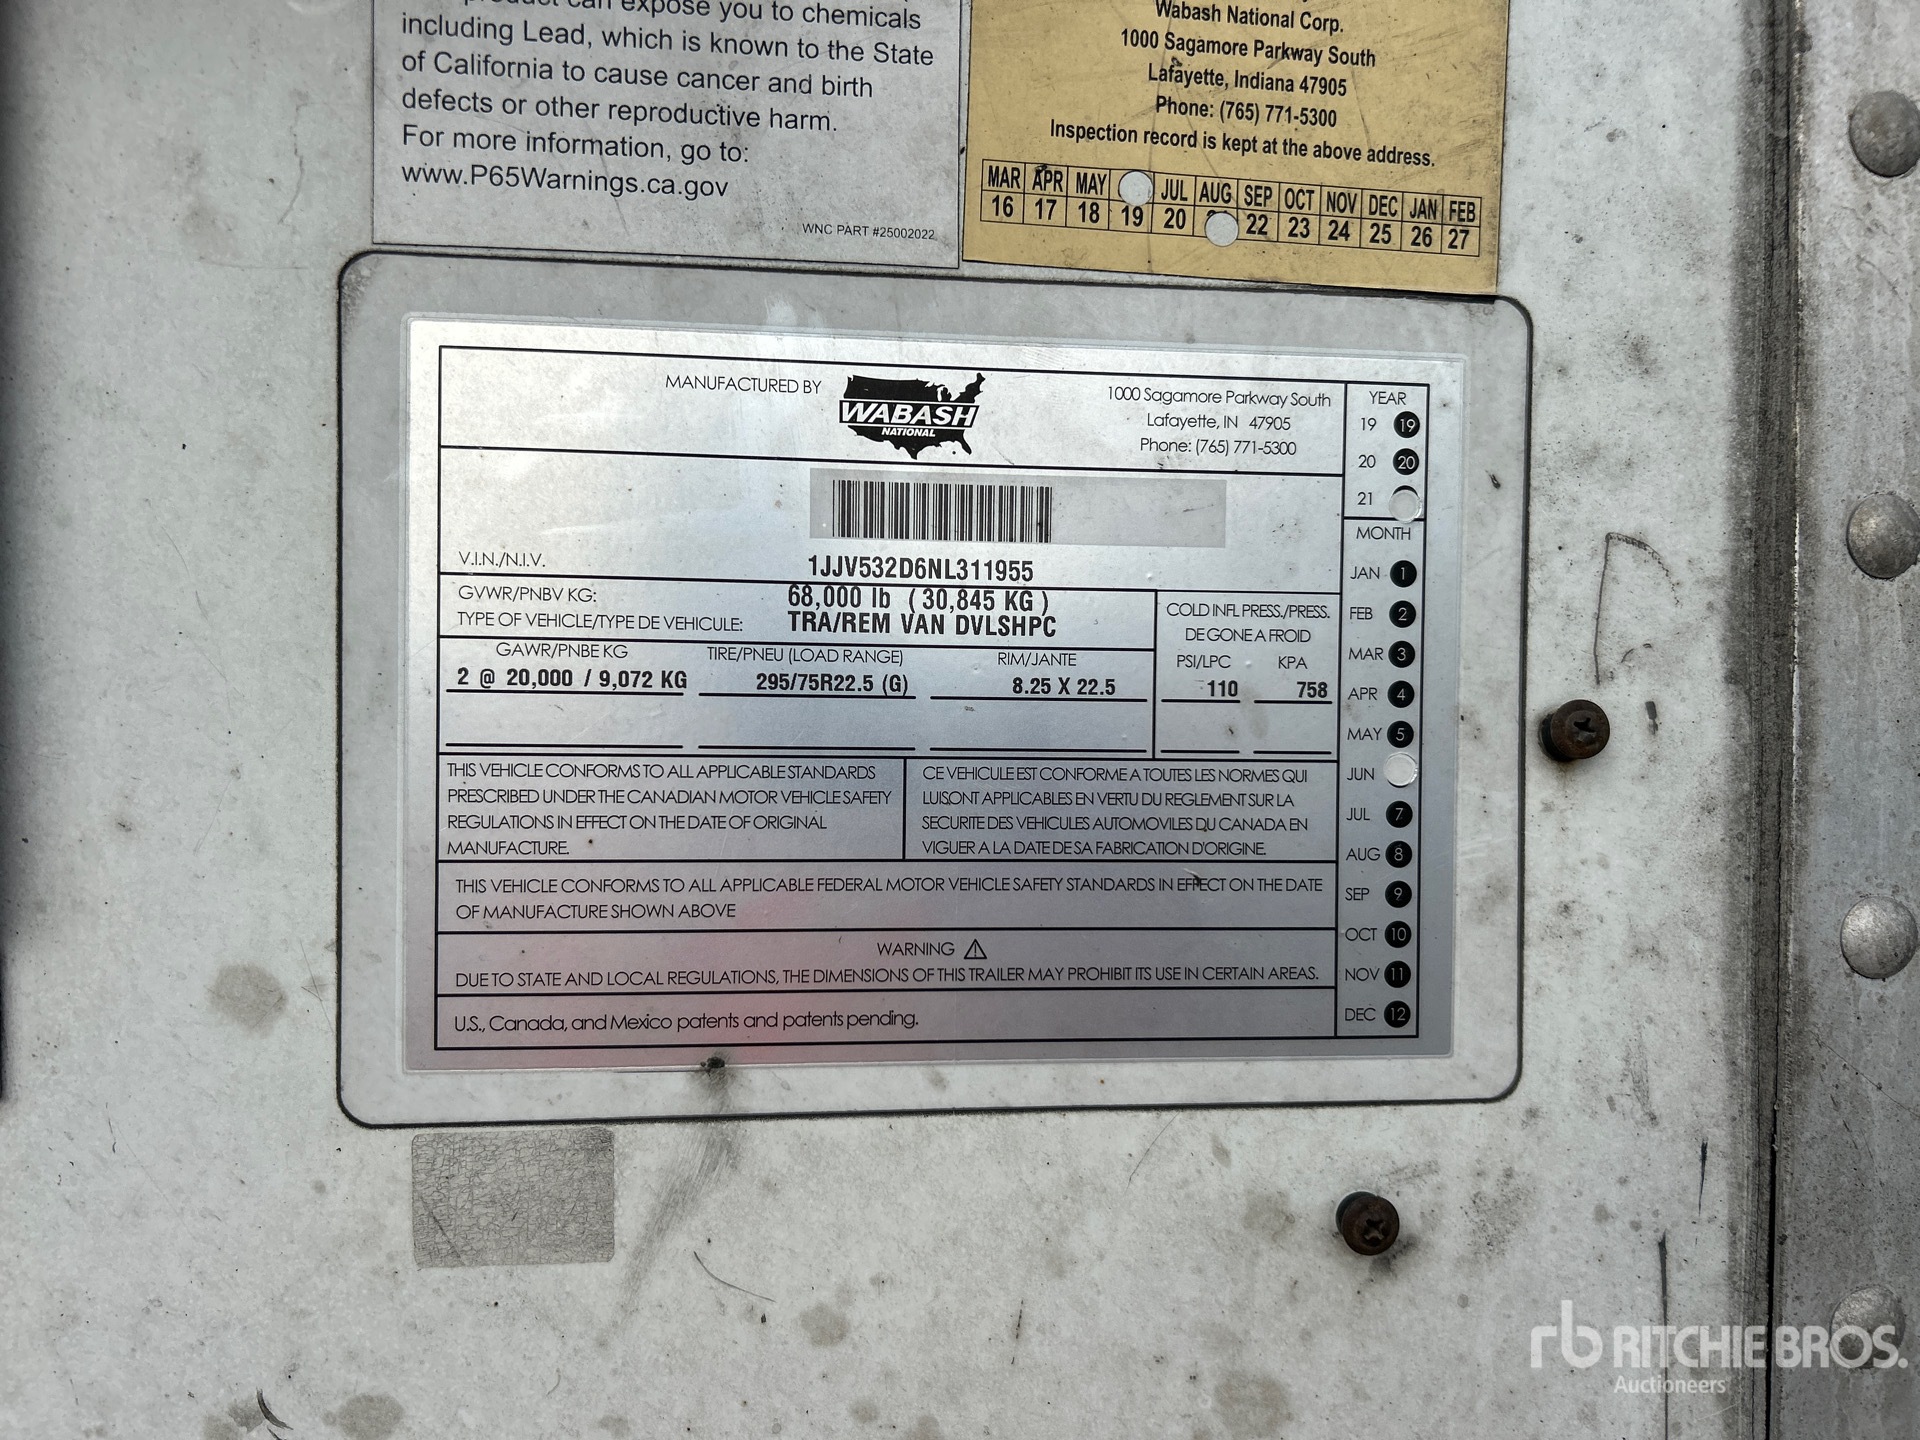 product can expose you to chemicals
including Lead, which is known to the State
of California to cause cancer and birth
defects or other reproductive harm.
For more information, go to:
www.P65Warnings.ca.gov
WNC PART #25002022
Wabash National Corp.
1000 Sagamore Parkway South
Lafayette, Indiana 47905
Phone: (765) 771-5300
Inspection record is kept at the above address.
MAR APR MAY JUL AUG SEP OCT NOV DEC JAN FEB
16 17 18 19 20 22 23 24 25 26 27
MANUFACTURED BY
WABASH
NATIONAL
1000 Sagamore Parkway South
Lafayette, IN 47905
Phone: (765) 771-5300
V.I.N./N.I.V.
1JJV532D6NL311955
GVWR/PNBV KG:
68,000 lb ( 30,845 KG )
TYPE OF VEHICLE/TYPE DE VEHICULE:
TRA/REM VAN DVLSHPC
COLD INFL PRESS./PRESS.
DE GONE A FROID
GAWR/PNBE KG TIRE/PNEU (LOAD RANGE) RIM/JANTE PSI/LPC KPA
2 @ 20,000 / 9,072 KG 295/75R22.5 (G) 8.25 X 22.5 110 758
THIS VEHICLE CONFORMS TO ALL APPLICABLE STANDARDS
PRESCRIBED UNDER THE CANADIAN MOTOR VEHICLE SAFETY
REGULATIONS IN EFFECT ON THE DATE OF ORIGINAL
MANUFACTURE.
CE VEHICULE EST CONFORME A TOUTES LES NORMES QUI
LUISONT APPLICABLES EN VERTU DU REGLEMENT SUR LA
SECURITE DES VEHICULES AUTOMOVILES DU CANADA EN
VIGUER A LA DATE DE SA FABRICATION D'ORIGINE.
THIS VEHICLE CONFORMS TO ALL APPLICABLE FEDERAL MOTOR VEHICLE SAFETY STANDARDS IN EFFECT ON THE DATE
OF MANUFACTURE SHOWN ABOVE
WARNING
DUE TO STATE AND LOCAL REGULATIONS, THE DIMENSIONS OF THIS TRAILER MAY PROHIBIT ITS USE IN CERTAIN AREAS.
U.S., Canada, and Mexico patents and patents pending.
YEAR
19 19
20 20
21
MONTH
JAN 1
FEB 2
MAR 3
APR 4
MAY 5
JUN
JUL 7
AUG 8
SEP 9
OCT 10
NOV 11
DEC 12
rb RITCHIE BROS.
Auctioneers